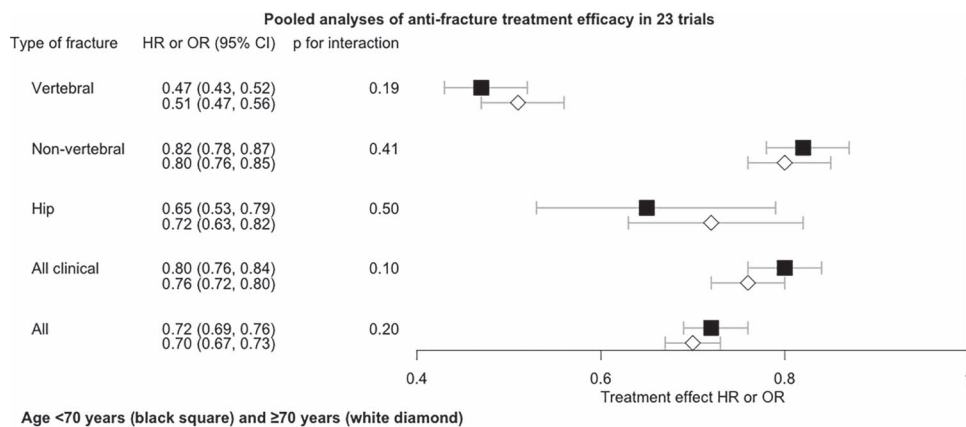 Pooled analyses of anti-fracture treatment efficacy in 23 trials
Type of fracture HR or OR (95% CI) p for interaction
Vertebral 0.47 (0.43, 0.52) 0.19
0.51 (0.47, 0.56)
Non-vertebral 0.82 (0.78, 0.87) 0.41
0.80 (0.76, 0.85)
Hip 0.65 (0.53, 0.79) 0.50
0.72 (0.63, 0.82)
All clinical 0.80 (0.76, 0.84) 0.10
0.76 (0.72, 0.80)
All 0.72 (0.69, 0.76) 0.20
0.70 (0.67, 0.73)
0.4 0.6 0.8
Treatment effect HR or OR
Age <70 years (black square) and ≥70 years (white diamond)